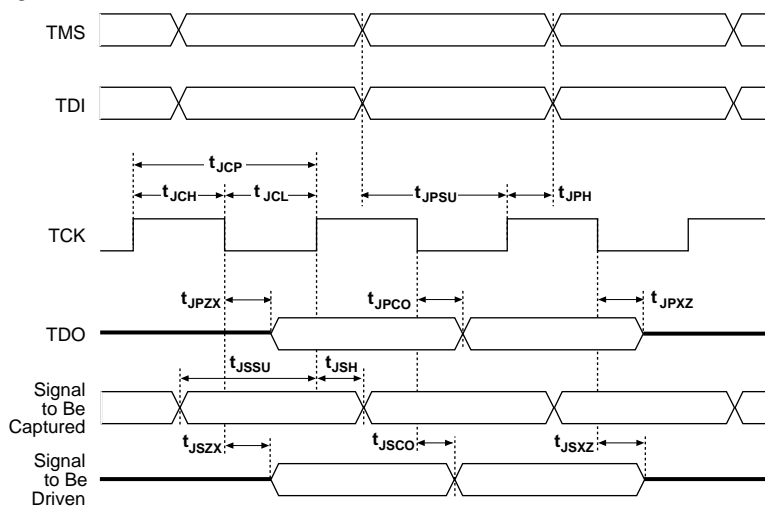 TMS
TDI
tJCP
tJCH
tJCL
tJPSU
tJPH
TCK
tJPZX
tJPCO
tJPXZ
TDO
tJSSU
tJSH
Signal
to Be
Captured
tJSZX
tJSCO
tJSXZ
Signal
to Be
Driven